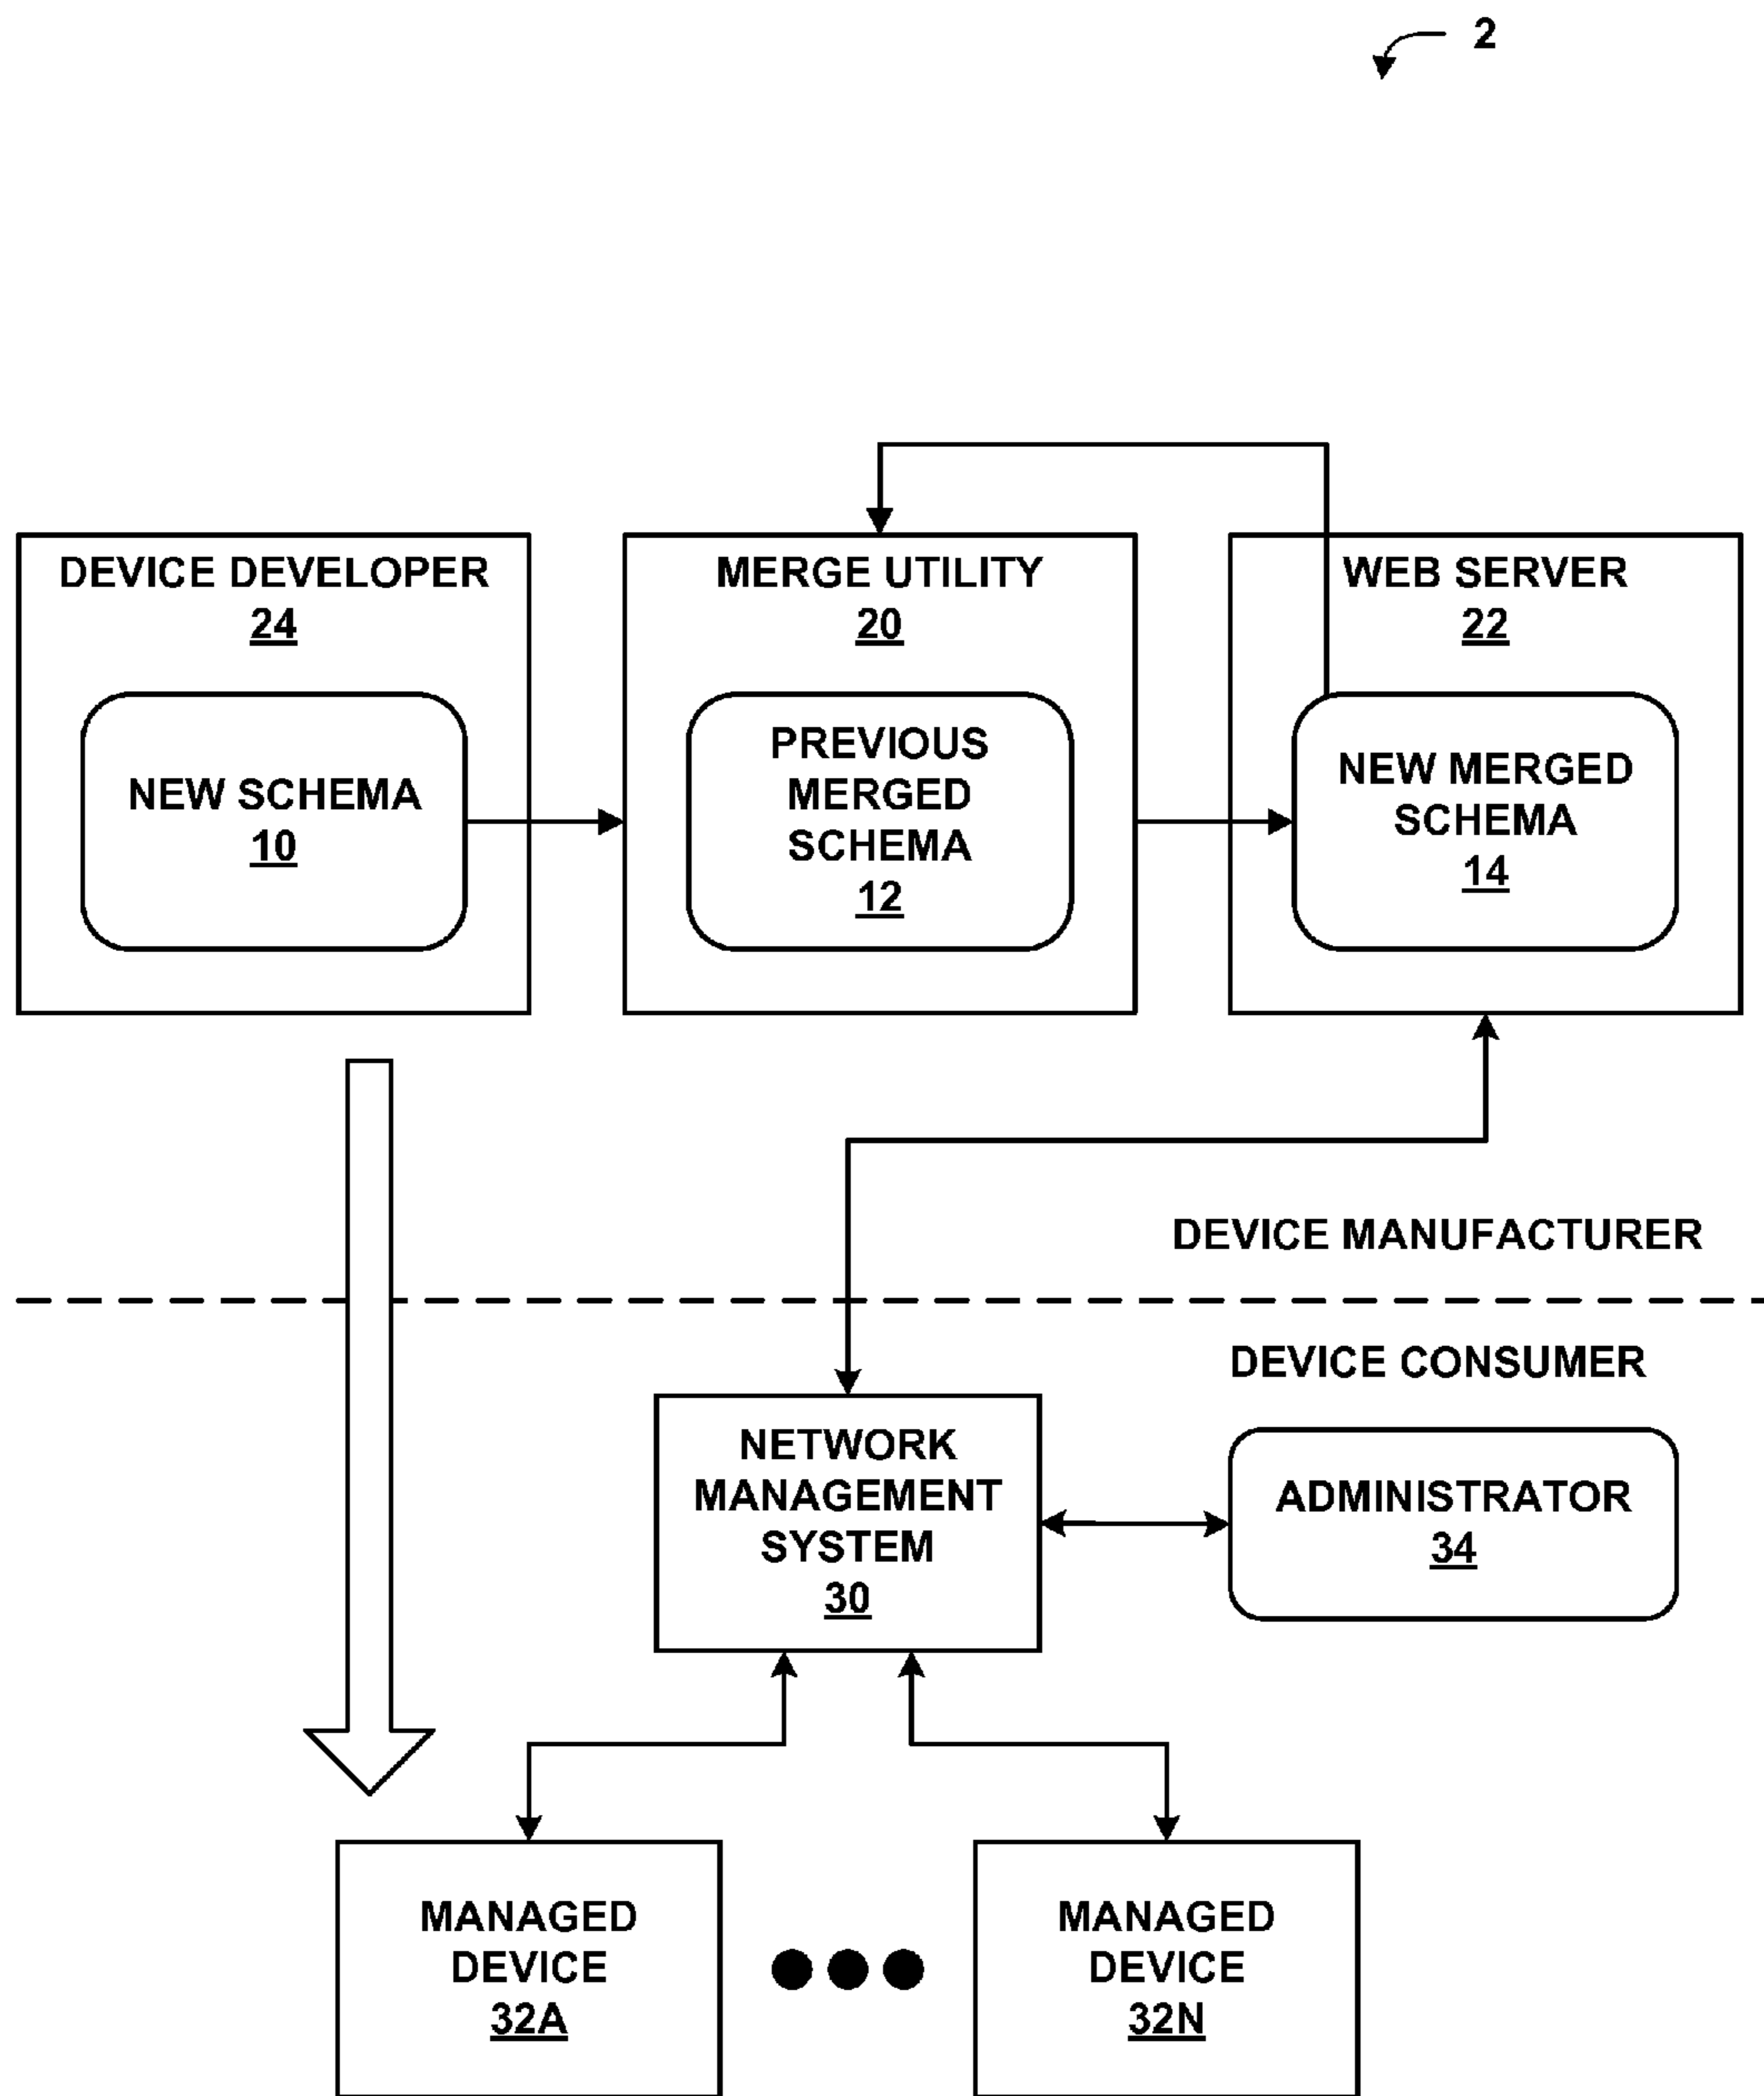 2
DEVICE DEVELOPER
24
NEW SCHEMA
10
MERGE UTILITY
20
PREVIOUS
MERGED
SCHEMA
12
WEB SERVER
22
NEW MERGED
SCHEMA
14
DEVICE MANUFACTURER
DEVICE CONSUMER
NETWORK
MANAGEMENT
SYSTEM
30
ADMINISTRATOR
34
MANAGED
DEVICE
32A
MANAGED
DEVICE
32N